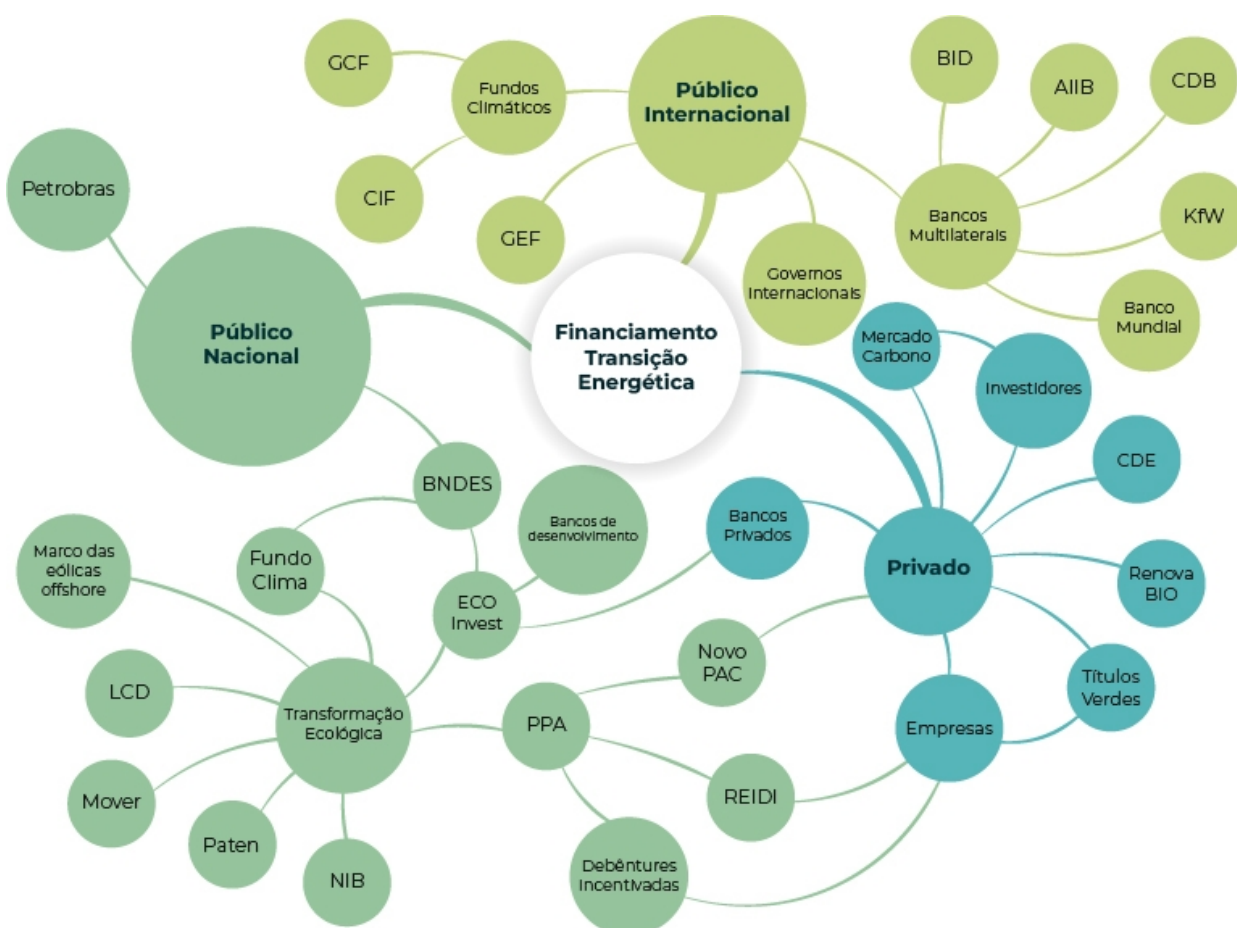 GCF
Fundos
Climáticos
Público
Internacional
BID
AIIB
CDB
Petrobras
CIF
GEF
Bancos
Multilaterais
KfW
Governos
Internacionais
Banco
Mundial
Público
Nacional
Financiamento
Transição
Energética
Mercado
Carbono
Investidores
CDE
BNDES
Bancos de
desenvolvimento
Bancos
Privados
Privado
Renova
BIO
Marco das
eólicas
offshore
Fundo
Clima
ECO
Invest
Novo
PAC
Títulos
Verdes
LCD
Transformação
Ecológica
PPA
Empresas
Mover
Paten
NIB
REIDI
Debêntures
Incentivadas